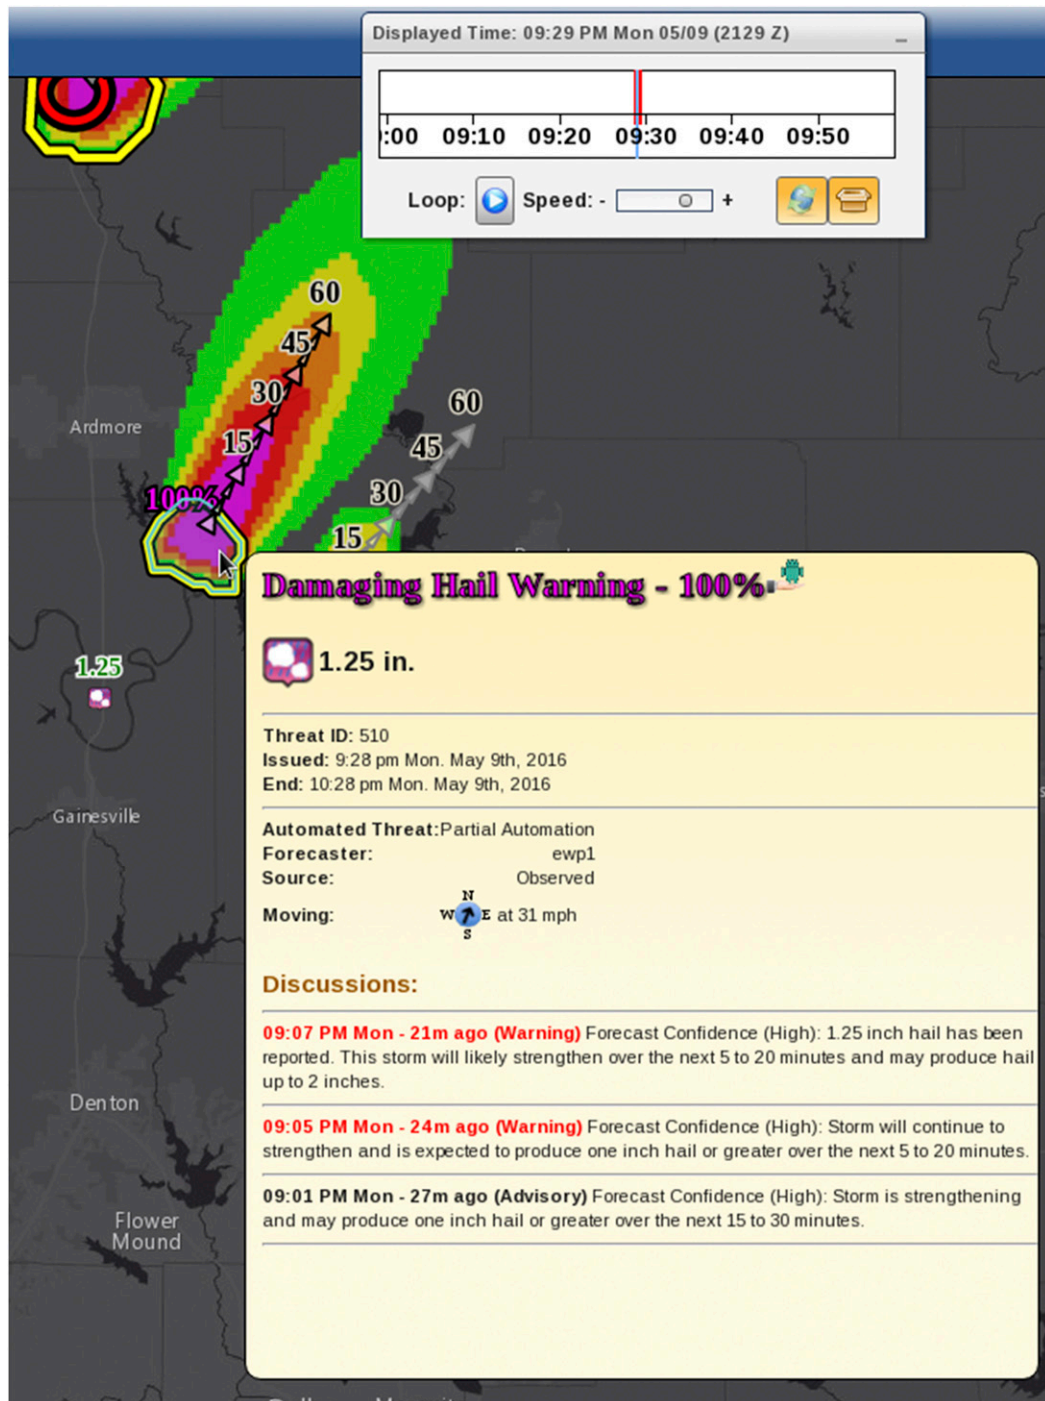 Displayed Time: 09:29 PM Mon 05/09 (2129 Z)
:00 09:10 09:20 09:30 09:40 09:50
Loop: Speed: - +
60
45
30
15
100%
60
45
30
15
Ardmore
1.25
Gainesville
Denton
Flower
Mound
Damaging Hail Warning - 100%
1.25 in.
Threat ID: 510
Issued: 9:28 pm Mon. May 9th, 2016
End: 10:28 pm Mon. May 9th, 2016
Automated Threat:Partial Automation
Forecaster: ewp1
Source: Observed
N
Moving: W E at 31 mph
S
Discussions:
09:07 PM Mon - 21m ago (Warning) Forecast Confidence (High): 1.25 inch hail has been
reported. This storm will likely strengthen over the next 5 to 20 minutes and may produce hail
up to 2 inches.
09:05 PM Mon - 24m ago (Warning) Forecast Confidence (High): Storm will continue to
strengthen and is expected to produce one inch hail or greater over the next 5 to 20 minutes.
09:01 PM Mon - 27m ago (Advisory) Forecast Confidence (High): Storm is strengthening
and may produce one inch hail or greater over the next 15 to 30 minutes.